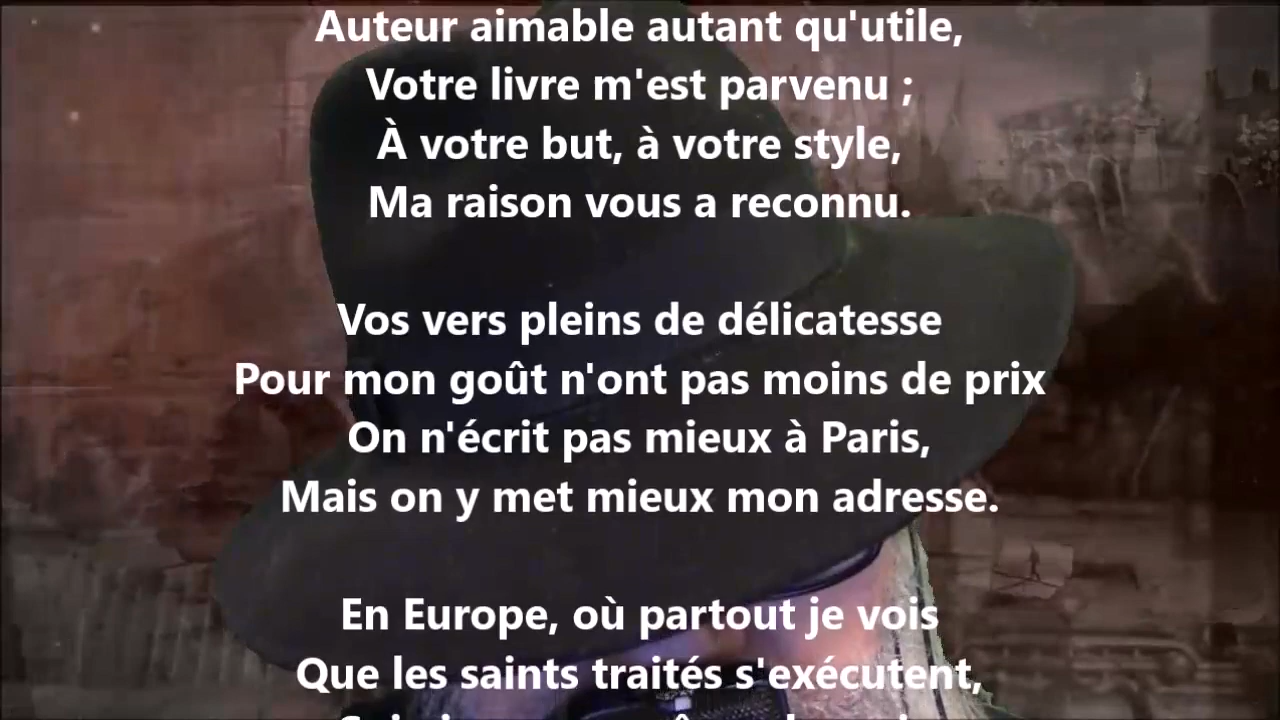 Auteur aimable autant qu'utile,
Votre livre m'est parvenu ;
À votre but, à votre style,
Ma raison vous a reconnu.
Vos vers pleins de délicatesse
Pour mon goût n'ont pas moins de prix
On n'écrit pas mieux à Paris,
Mais on y met mieux mon adresse.
En Europe, où partout je vois
Que les saints traités s'exécutent,